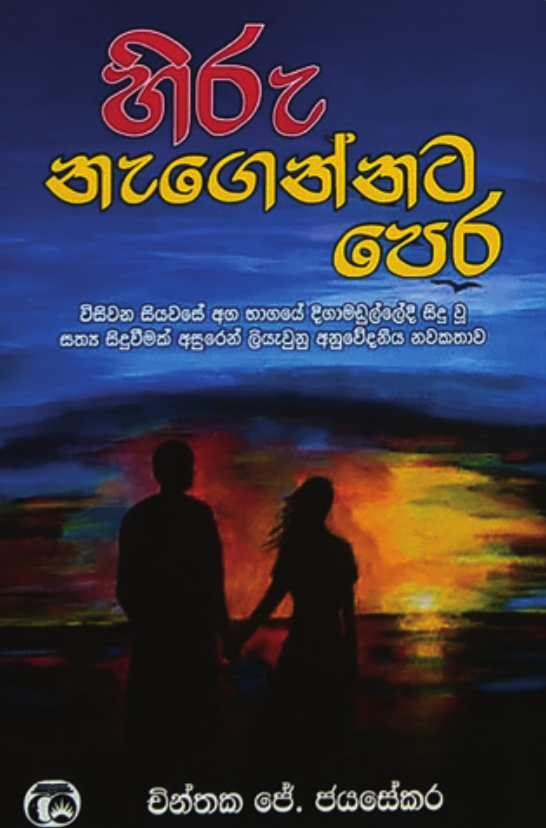 හිරු
නැගෙන්නට
පෙර
විසිවන සියවසේ අග භාගයේ දිගාමඩුල්ලේදී සිදු වූ
සත්‍ය සිදුවීමක් අසුරෙන් ලියැවුනු අනුවේදනීය නවකතාව
චින්තක ජේ. ජයසේකර